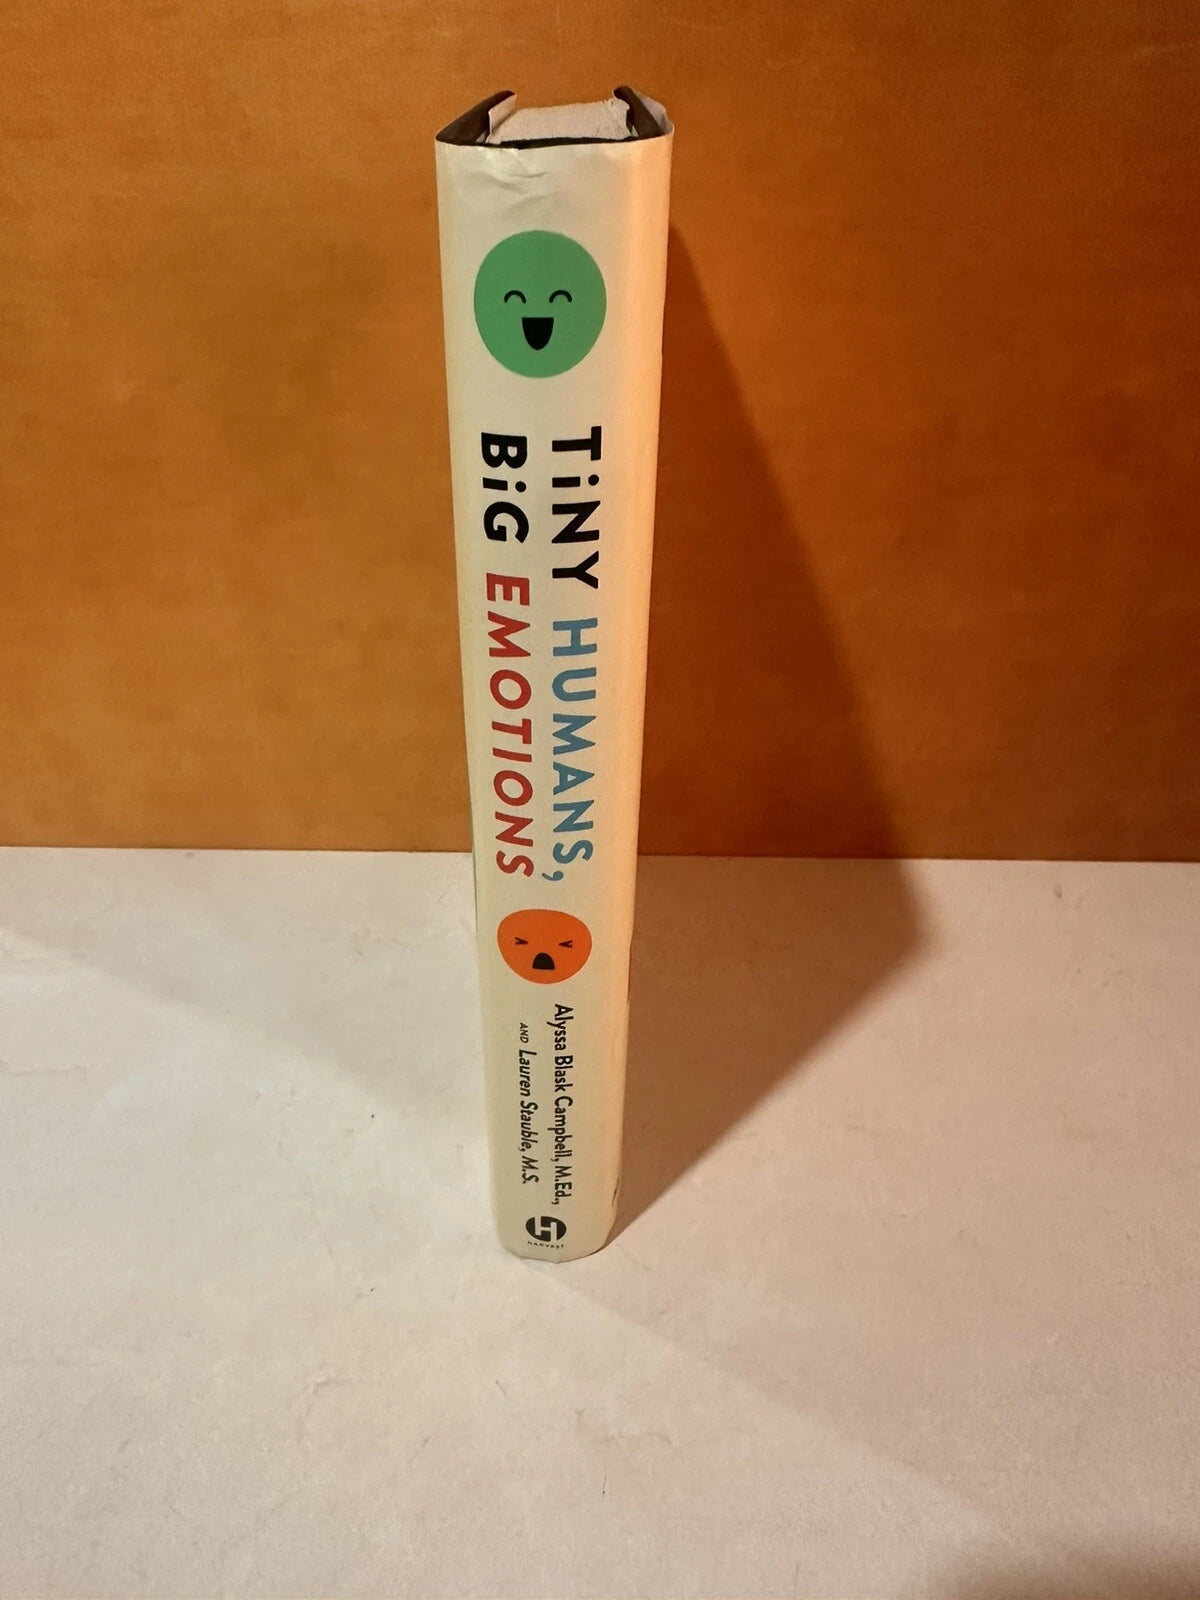 TiNY HUMANS,
BiG EMOTIONS
Alyssa Blask Campbell, M.Ed.,
AND Lauren Stauble, M.S.
H
HARVEST